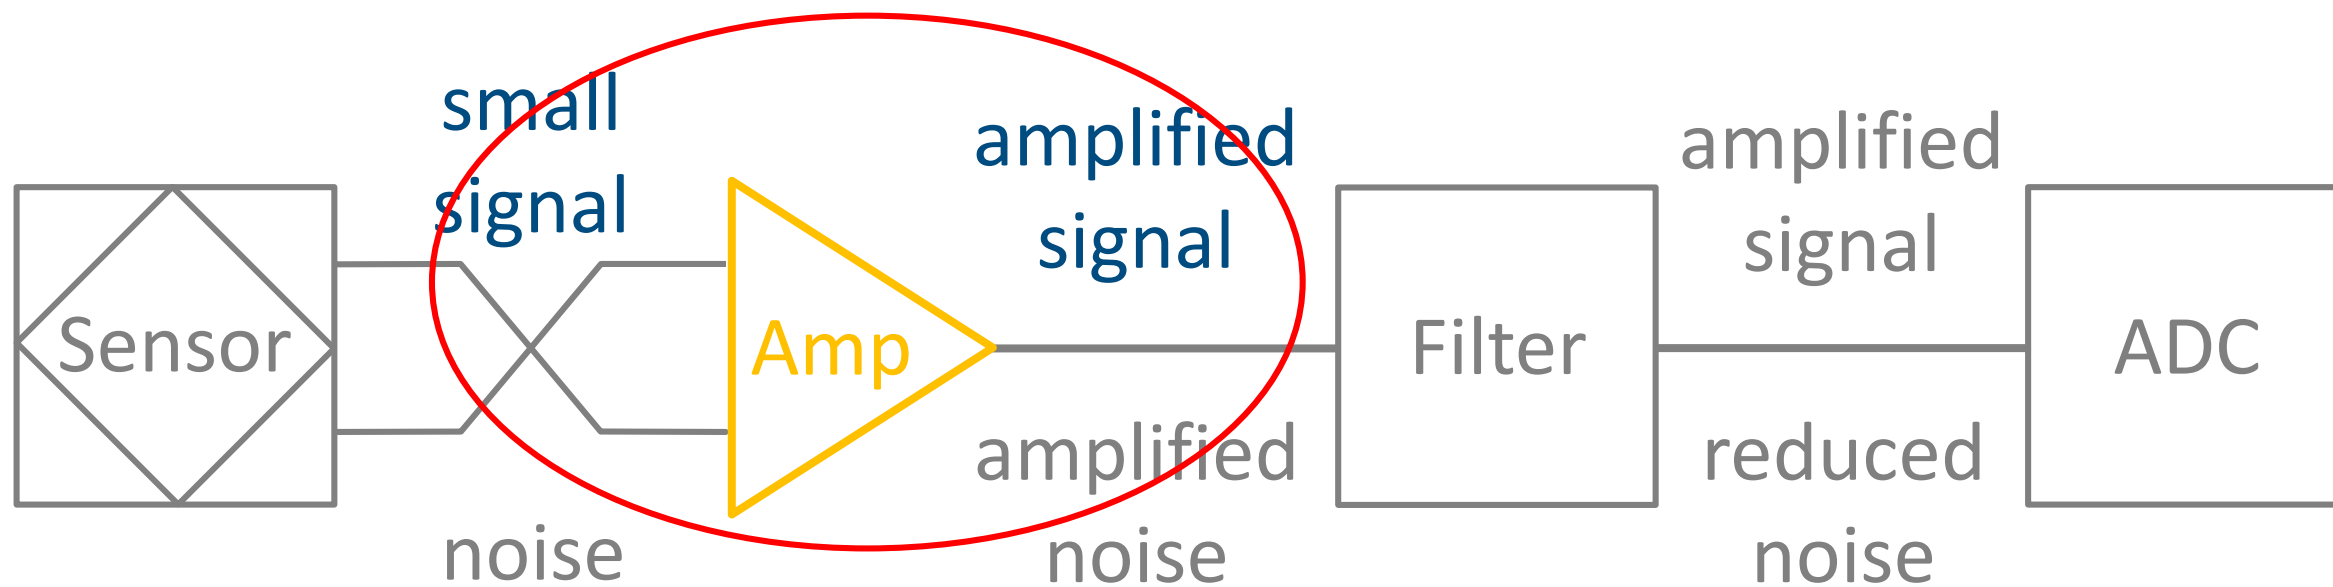 small
signal
amplified
signal
amplified
signal
Sensor
Amp
Filter
ADC
noise
amplified
noise
reduced
noise